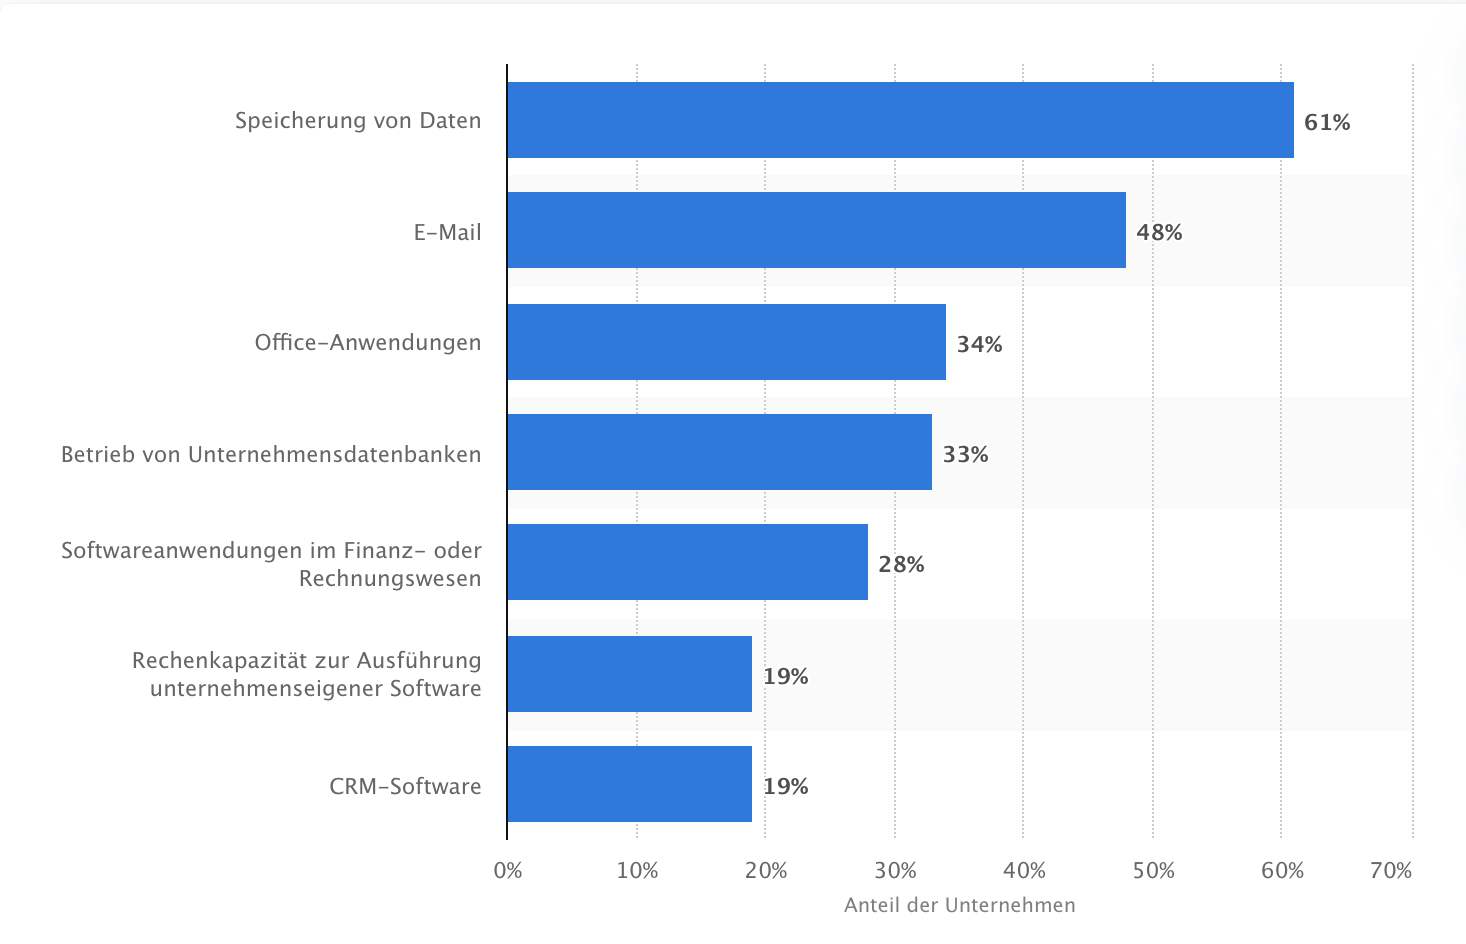 Speicherung von Daten
61%
E-Mail
48%
Office-Anwendungen
34%
Betrieb von Unternehmensdatenbanken
33%
Softwareanwendungen im Finanz- oder
Rechnungswesen
28%
Rechenkapazität zur Ausführung
unternehmenseigener Software
19%
CRM-Software
19%
0% 10% 20% 30% 40% 50% 60% 70%
Anteil der Unternehmen